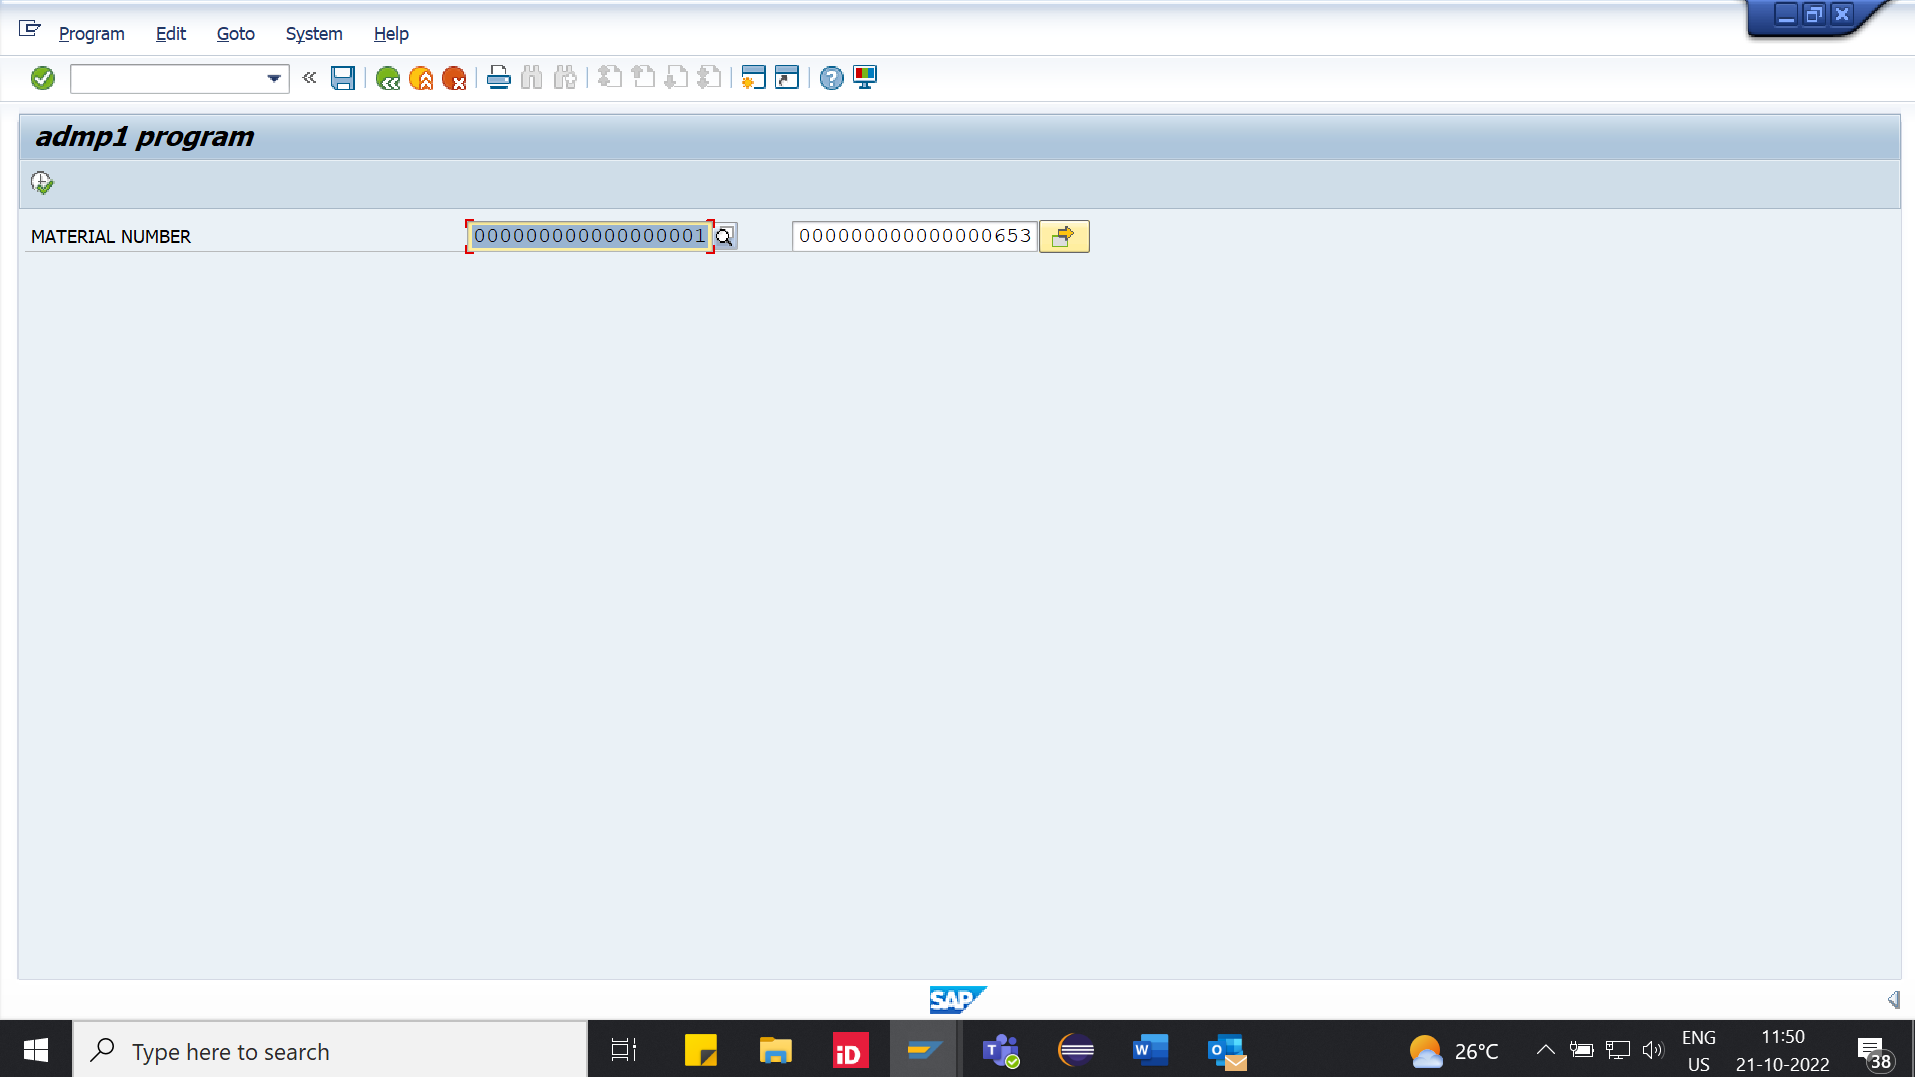 Program Edit Goto System Help
admp1 program
MATERIAL NUMBER 000000000000000001 000000000000000653
SAP
Type here to search
iD
T
W
O
26°C
ENG
US
11:50
21-10-2022
38